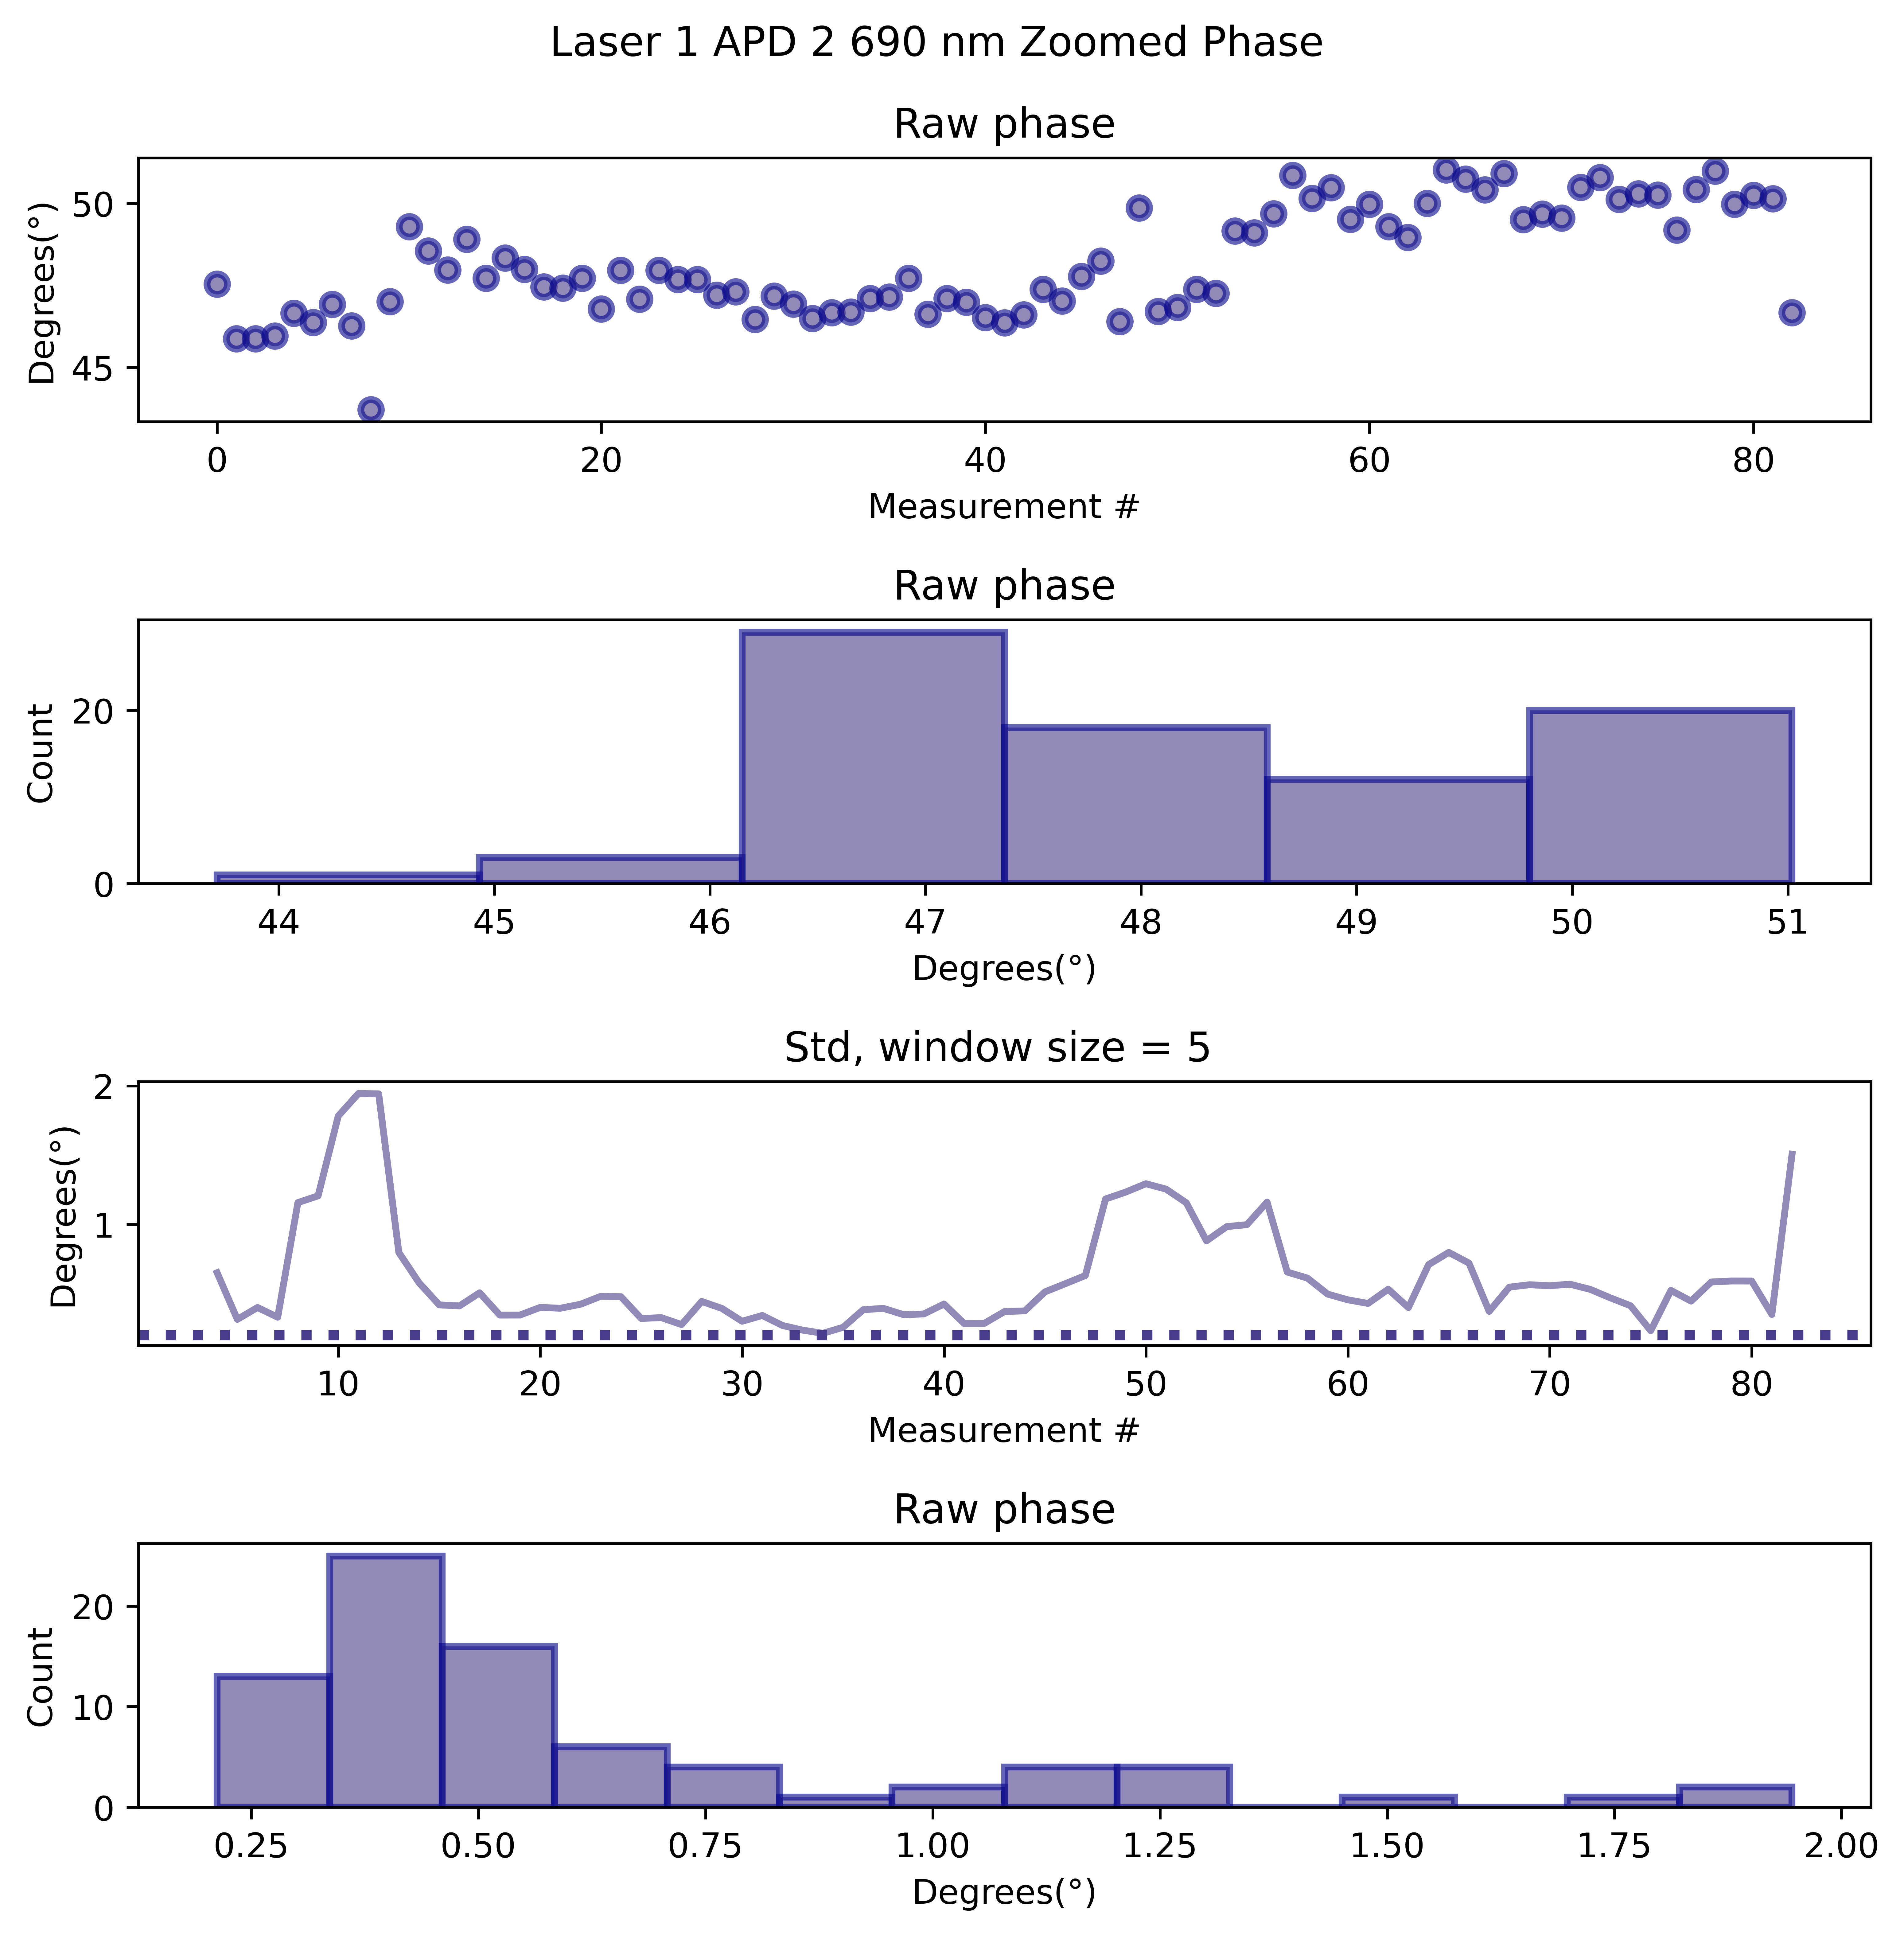 Laser 1 APD 2 690 nm Zoomed Phase
Raw phase
Degrees(°)
50
45
0 20 40 60 80
Measurement #
Raw phase
Count
20
0
44 45 46 47 48 49 50 51
Degrees(°)
Std, window size = 5
Degrees(°)
2
1
10 20 30 40 50 60 70 80
Measurement #
Raw phase
Count
20
10
0
0.25 0.50 0.75 1.00 1.25 1.50 1.75 2.00
Degrees(°)